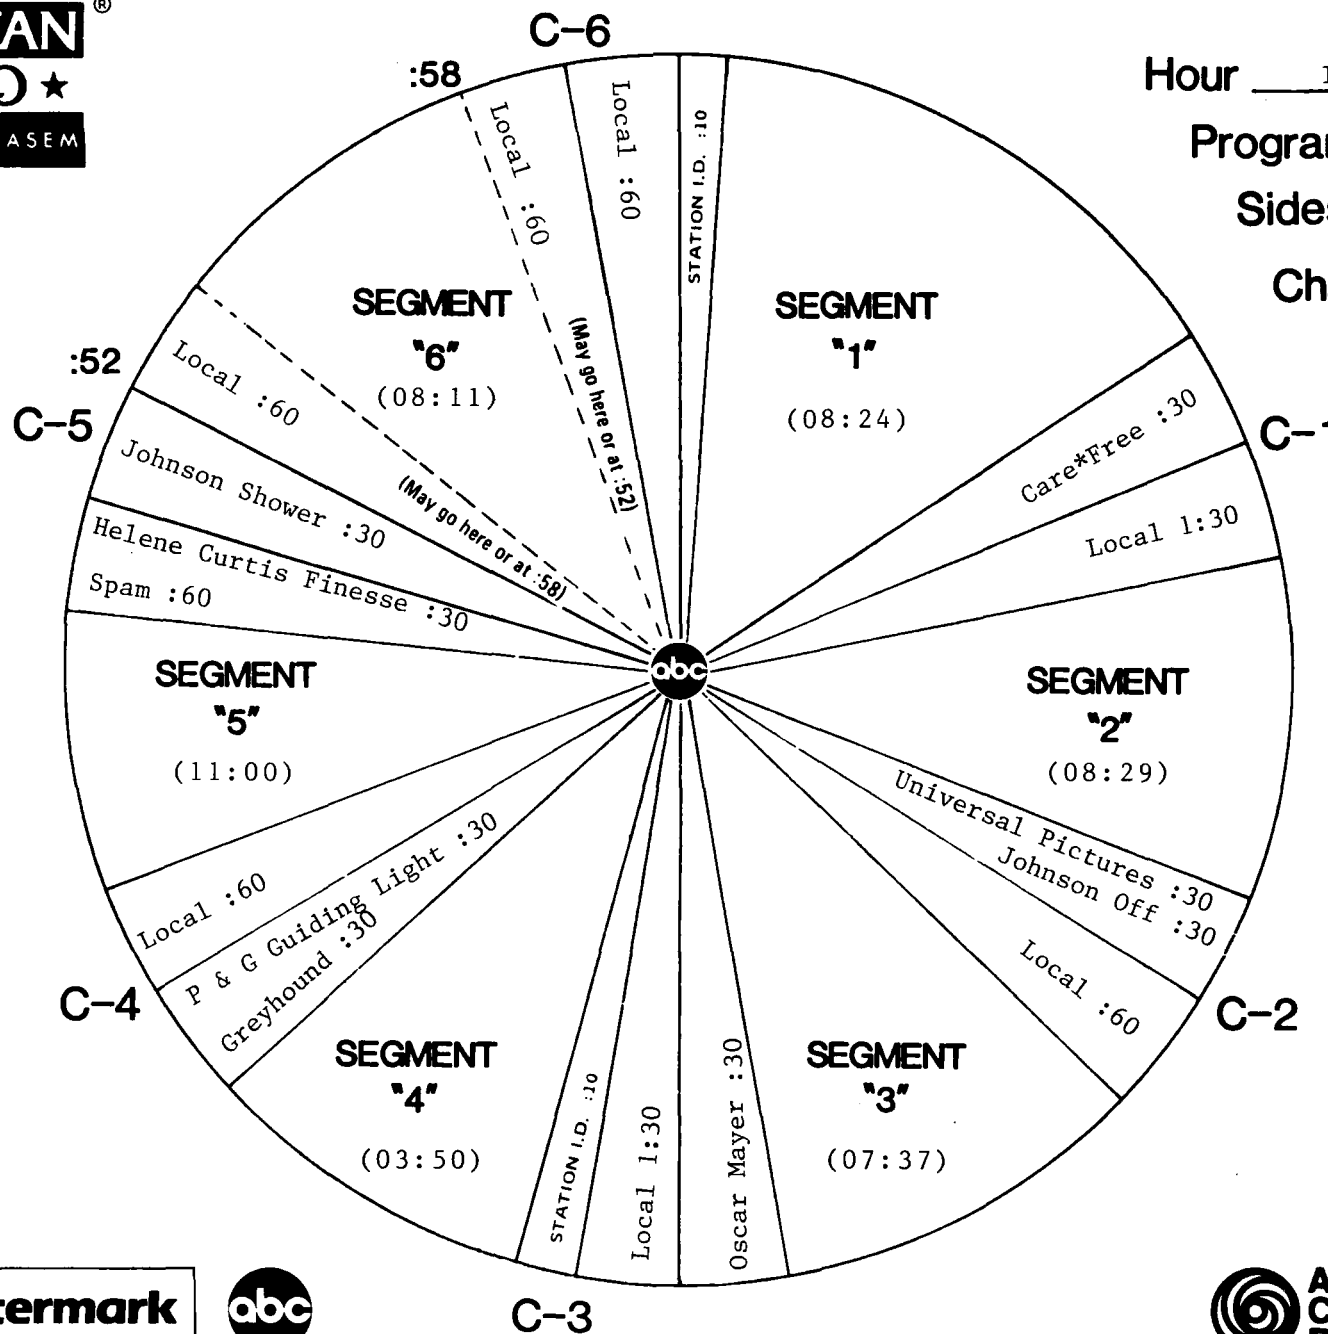 AN ®
ASEM
C-6
:58
Hour
Local :60
Local :60
STATION I.D. :10
(May go here or at :52)
SEGMENT
"1"
(08:24)
Care*Free :30
C-1
Local 1:30
SEGMENT
"2"
(08:29)
Universal Pictures :30
Johnson Off :30
C-2
Local :60
SEGMENT
"3"
(07:37)
Oscar Mayer :30
C-3
Local 1:30
STATION I.D. :10
SEGMENT
"4"
(03:50)
Greyhound :30
P & G Guiding Light :30
C-4
Local :60
SEGMENT
"5"
(11:00)
Spam :60
Helene Curtis Finesse :30
Johnson Shower :30
C-5
:52
Local :60
(May go here or at :58)
SEGMENT
"6"
(08:11)
abc
termark
abc